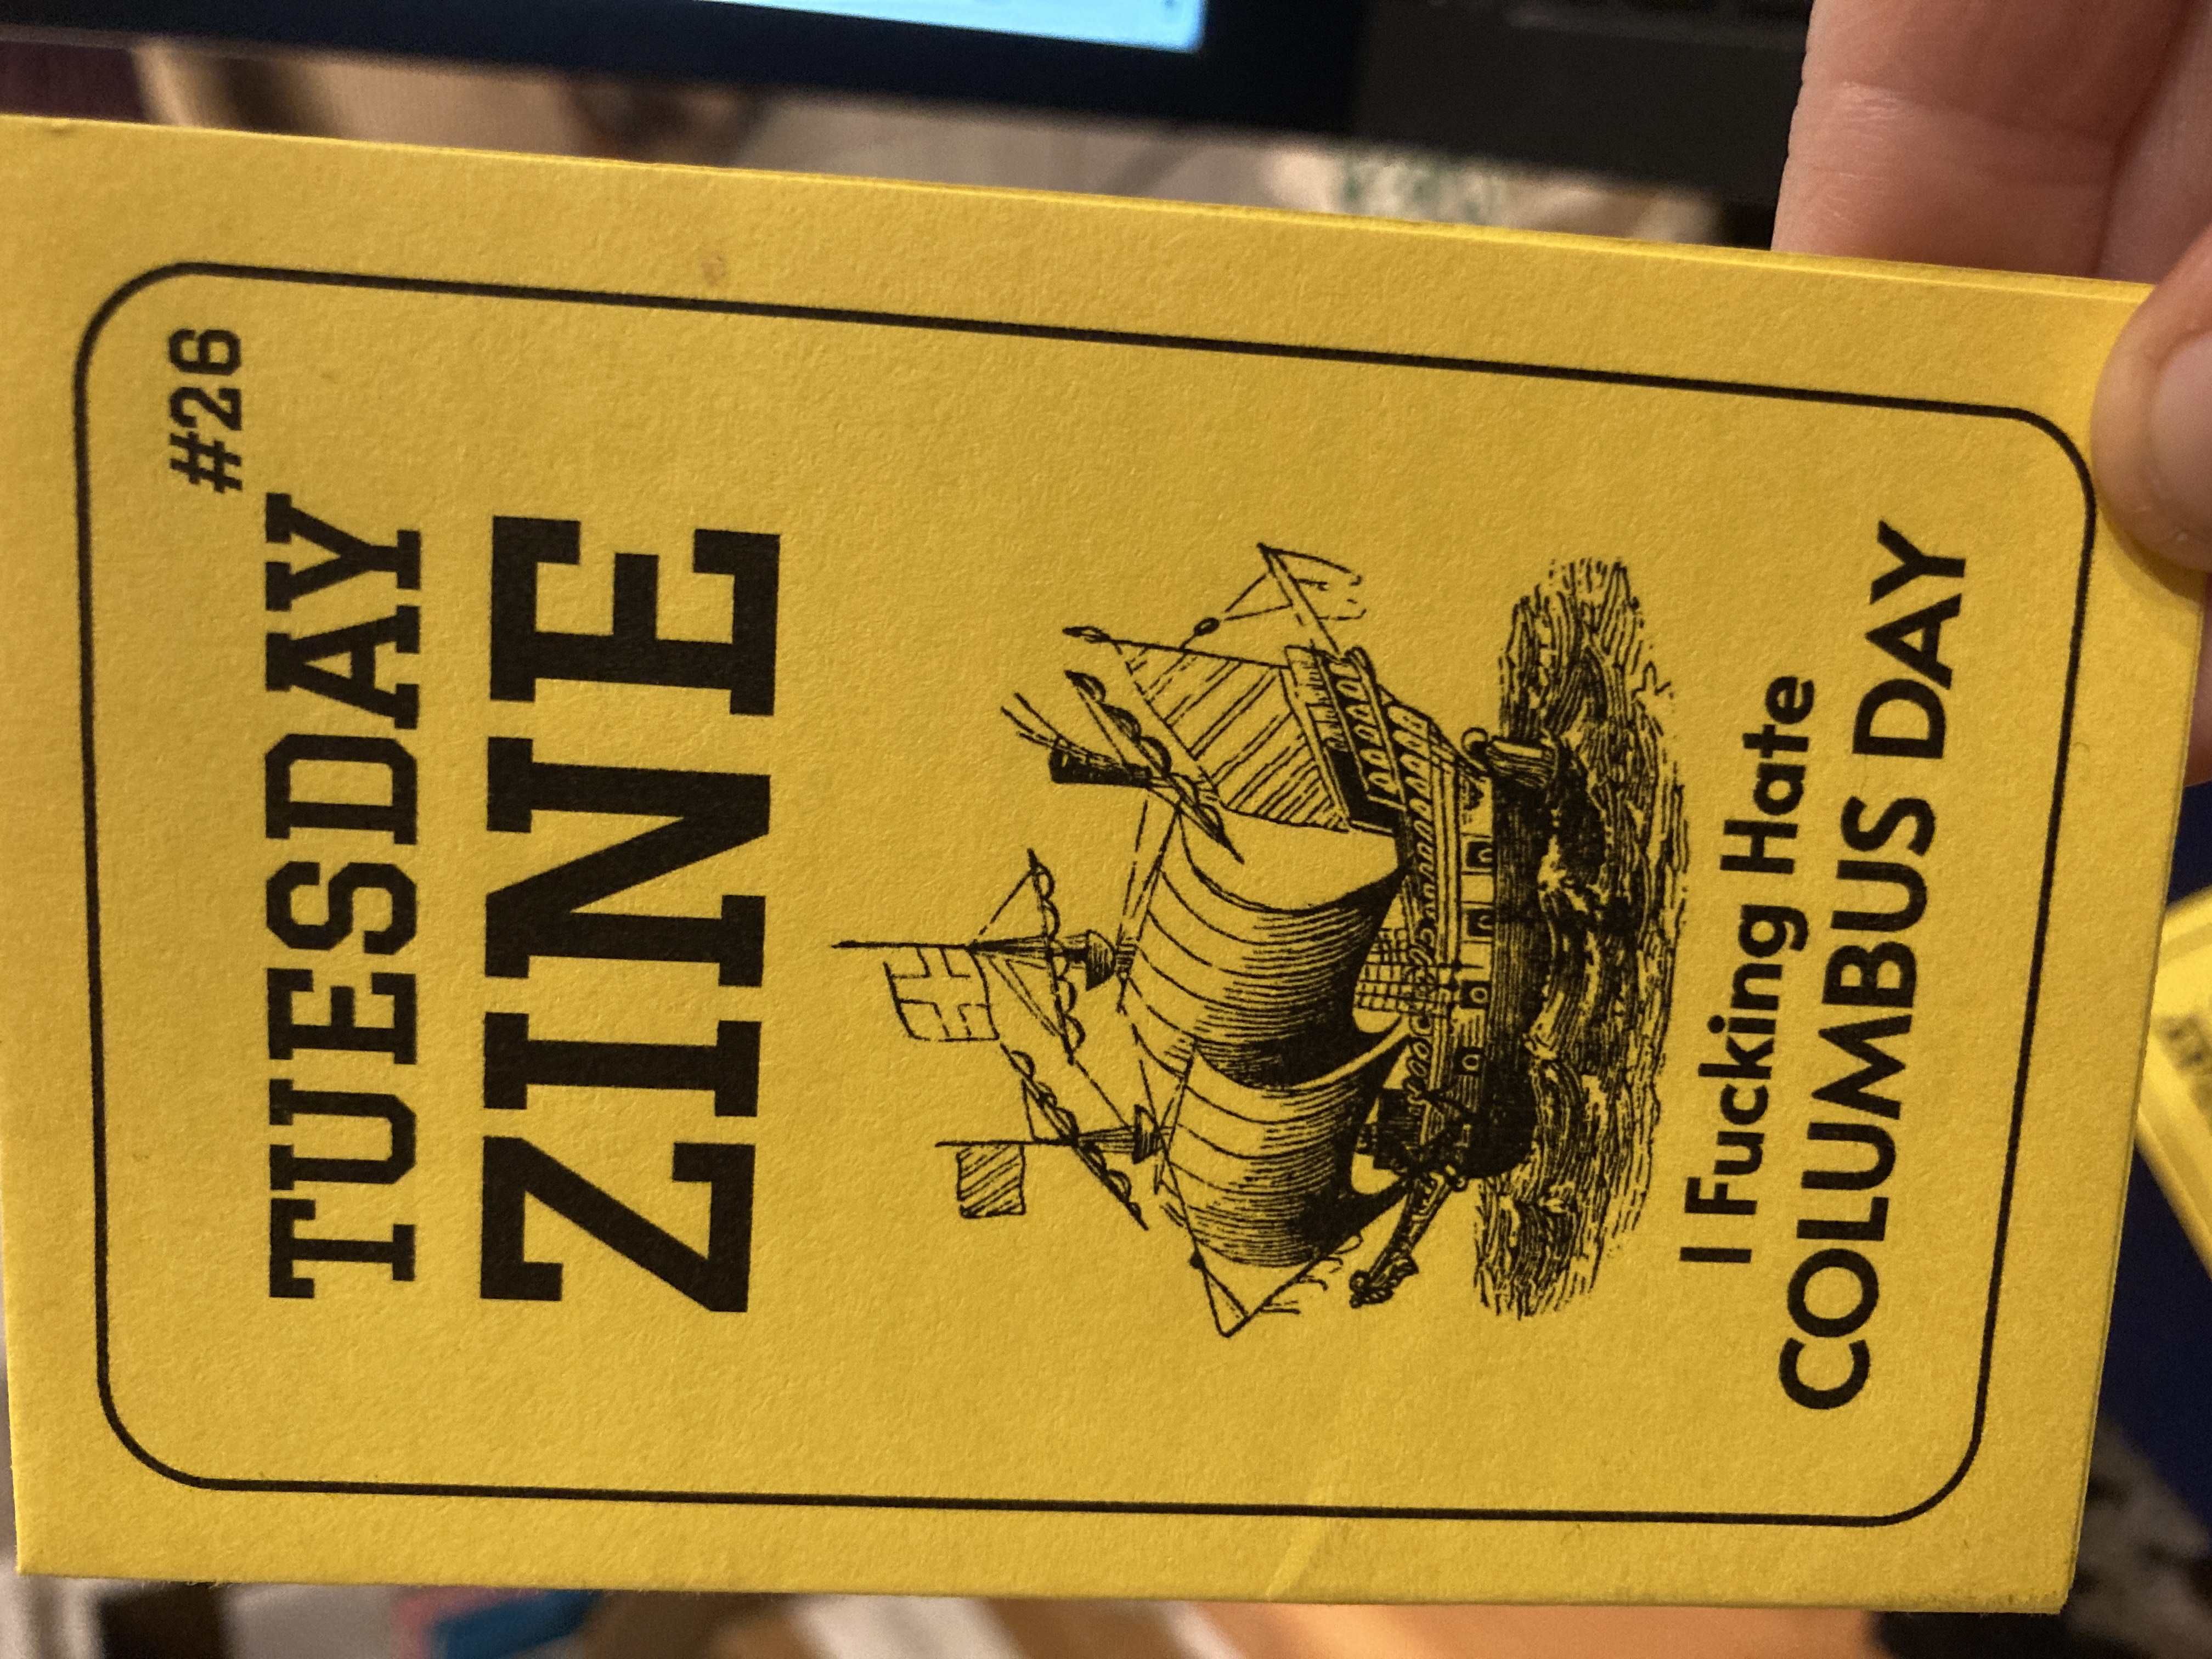 #26
TUESDAY
ZINE
I Fucking Hate
COLUMBUS DAY